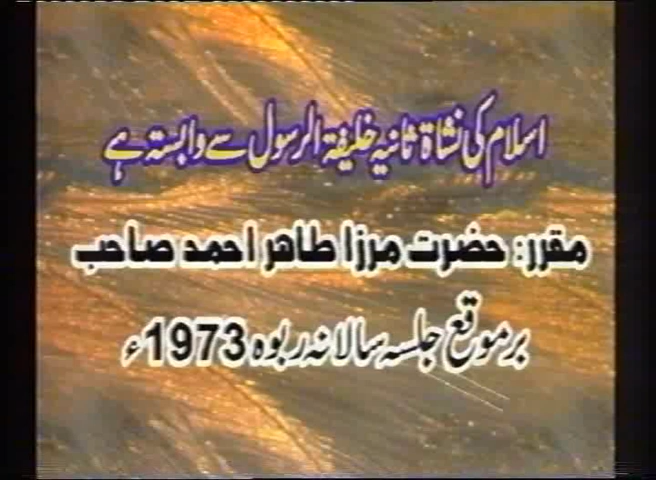 اسلام کی نشاۃ ثانیہ خلیفۃ الرسول سے وابستہ ہے
مقرر: حضرت مرزا طاهر احمد صاحب
برموقع جلسہ سالانہ ربوہ 1973ء